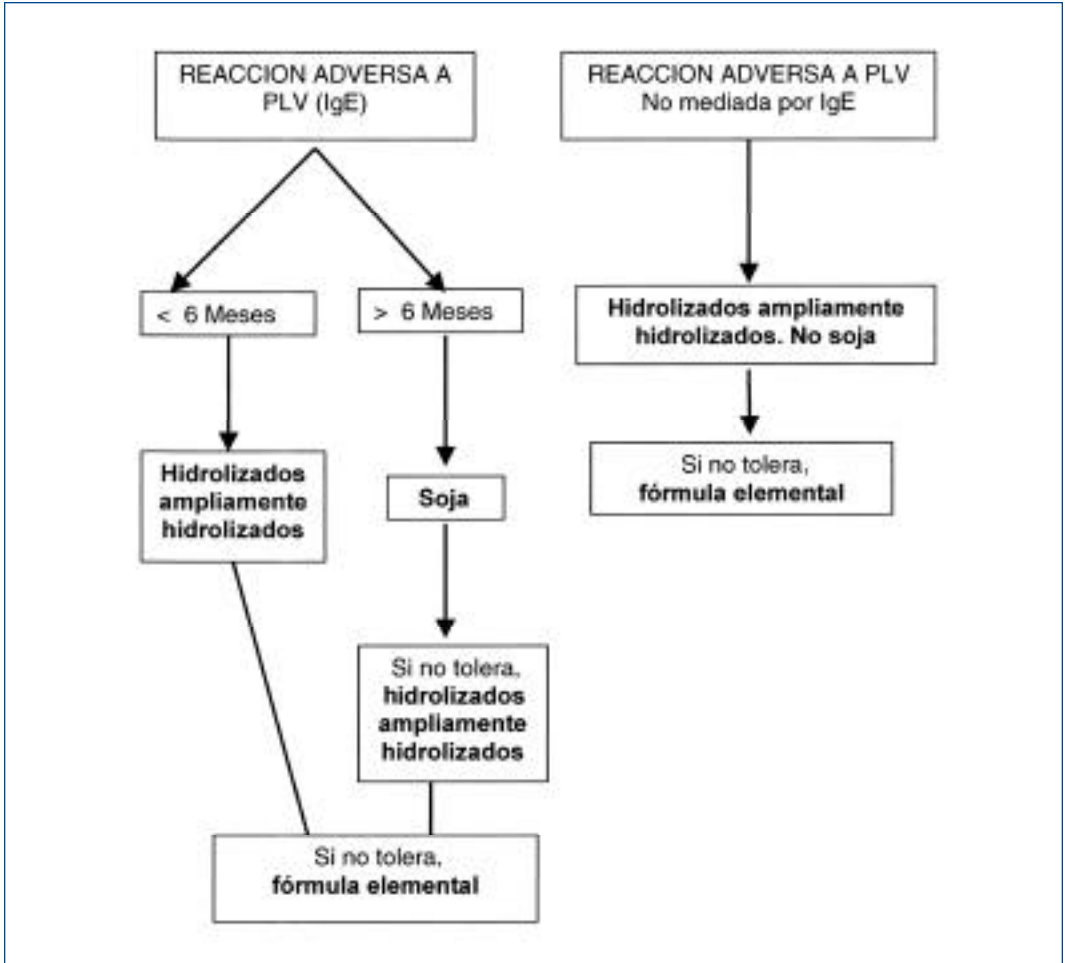 REACCION ADVERSA A
PLV (IgE)
REACCION ADVERSA A PLV
No mediada por IgE
< 6 Meses
> 6 Meses
Hidrolizados ampliamente
hidrolizados. No soja
Hidrolizados
ampliamente
hidrolizados
Soja
Si no tolera,
fórmula elemental
Si no tolera,
hidrolizados
ampliamente
hidrolizados
Si no tolera,
fórmula elemental